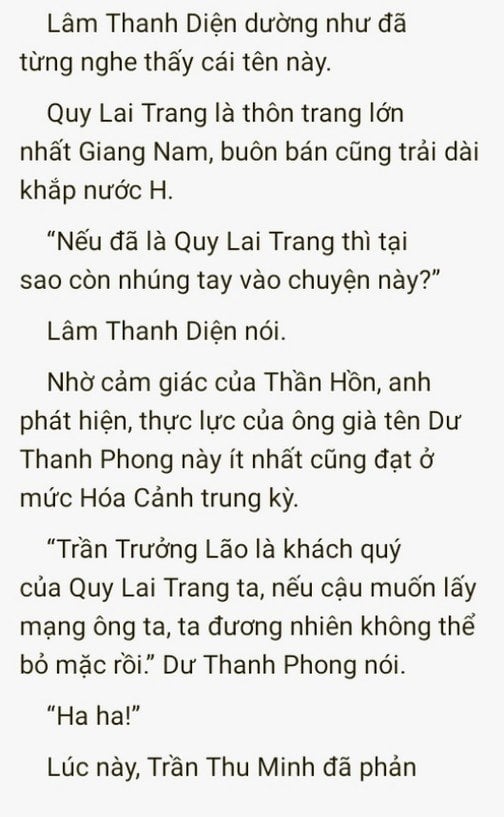 Lâm Thanh Diện dường như đã
từng nghe thấy cái tên này.
Quy Lai Trang là thôn trang lớn
nhất Giang Nam, buôn bán cũng trải dài
khắp nước H.
“Nếu đã là Quy Lai Trang thì tại
sao còn nhúng tay vào chuyện này?”
Lâm Thanh Diện nói.
Nhờ cảm giác của Thần Hồn, anh
phát hiện, thực lực của ông già tên Dư
Thanh Phong này ít nhất cũng đạt ở
mức Hóa Cảnh trung kỳ.
“Trần Trưởng Lão là khách quý
của Quy Lai Trang ta, nếu cậu muốn lấy
mạng ông ta, ta đương nhiên không thể
bỏ mặc rồi.” Dư Thanh Phong nói.
“Ha ha!”
Lúc này, Trần Thu Minh đã phản